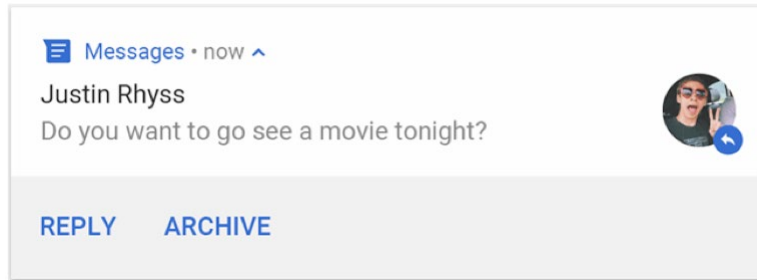 Messages • now
Justin Rhyss
Do you want to go see a movie tonight?
REPLY ARCHIVE